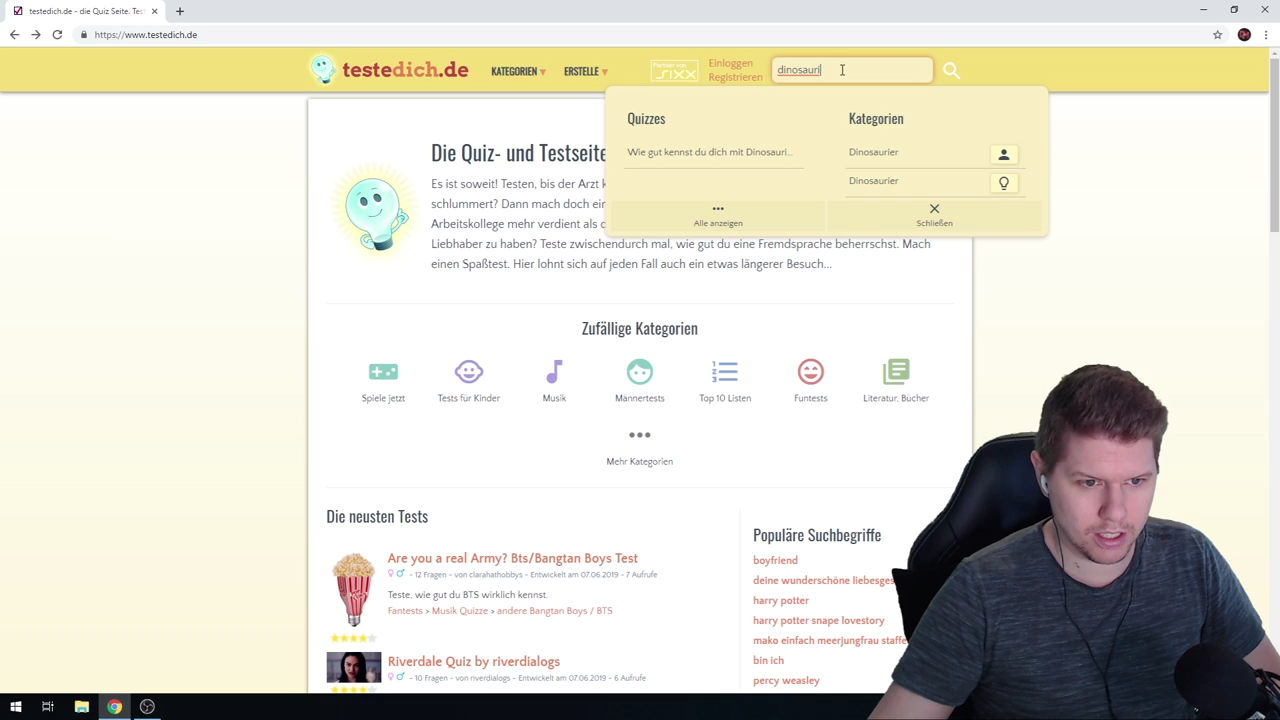 testedich.de - die Quiz Seite. Test
https://www.testedich.de
testedich.de
KATEGORIEN
ERSTELLE
Partner von
sixx
Einloggen
Registrieren
dinosauri
Quizzes
Kategorien
Wie gut kennst du dich mit Dinosauri...
Dinosaurier
Dinosaurier
Alle anzeigen
Schließen
Die Quiz- und Testseite
Es ist soweit! Testen, bis der Arzt k
schlummert? Dann mach doch ein
Arbeitskollege mehr verdient als d
Liebhaber zu haben? Teste zwischendurch mal, wie gut du eine Fremdsprache beherrschst. Mach
einen Spaßtest. Hier lohnt sich auf jeden Fall auch ein etwas längerer Besuch...
Zufällige Kategorien
Spiele jetzt
Tests für Kinder
Musik
Männertests
Top 10 Listen
Funtests
Literatur, Bücher
Mehr Kategorien
Die neusten Tests
Are you a real Army? Bts/Bangtan Boys Test
- 12 Fragen - von clarahathobbys - Entwickelt am 07.06.2019 - 7 Aufrufe
Teste, wie gut du BTS wirklich kennst.
Fantests > Musik Quizze > andere Bangtan Boys / BTS
Riverdale Quiz by riverdialogs
- 10 Fragen - von riverdialogs - Entwickelt am 07.06.2019 - 6 Aufrufe
Populäre Suchbegriffe
boyfriend
deine wunderschöne liebesges
harry potter
harry potter snape lovestory
mako einfach meerjungfrau staffe
bin ich
percy weasley